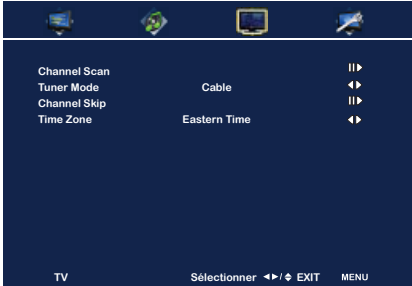 Channel Scan
Tuner Mode Cable
Channel Skip
Time Zone Eastern Time
TV Sélectionner ◄►/♦ EXIT MENU